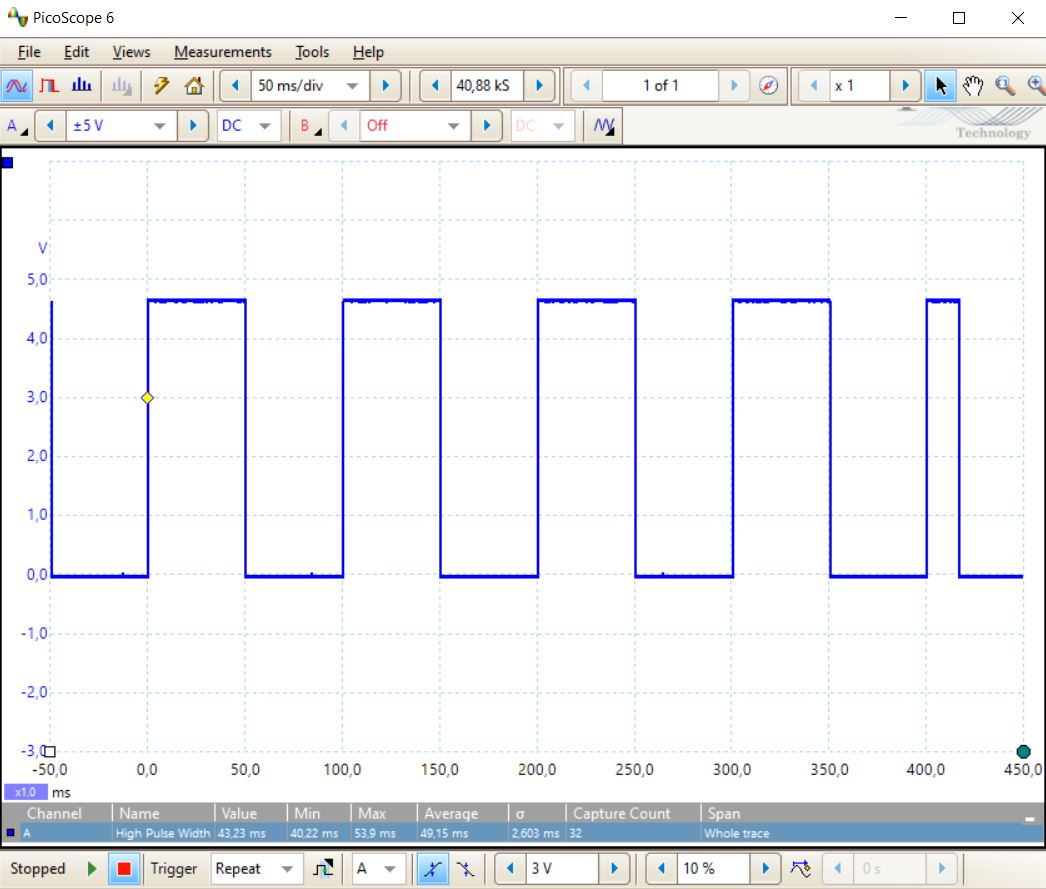 PicoScope 6
File Edit Views Measurements Tools Help
50 ms/div 40,88 kS 1 of 1 x 1
A ±5 V DC B Off DC
Technology
V
5,0
4,0
3,0
2,0
1,0
0,0
-1,0
-2,0
-3,0
-50,0 0,0 50,0 100,0 150,0 200,0 250,0 300,0 350,0 400,0 450,0
x1.0 ms
Channel Name Value Min Max Average σ Capture Count Span
A High Pulse Width 43,23 ms 40,22 ms 53,9 ms 49,15 ms 2,603 ms 32 Whole trace
Stopped Trigger Repeat A 3 V 10 % 0 s